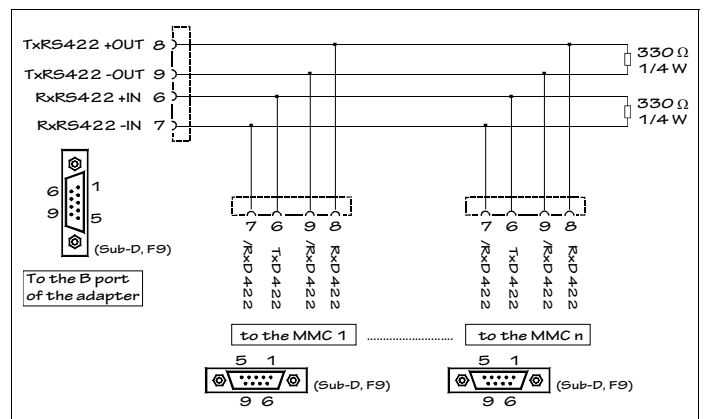 TxRS422 +OUT 8
TxRS422 -OUT 9
RxRS422 +IN 6
RxRS422 -IN 7
330 Ω
1/4 W
330 Ω
1/4 W
6 1
9 5
(Sub-D, F9)
To the B port
of the adapter
7 6 9 8
/RxD422 TxD422 /RxD422 RxD422
7 6 9 8
/RxD422 TxD422 /RxD422 RxD422
to the MMC 1 ........................... to the MMC n
5 1
(Sub-D, F9)
9 6
5 1
(Sub-D, F9)
9 6